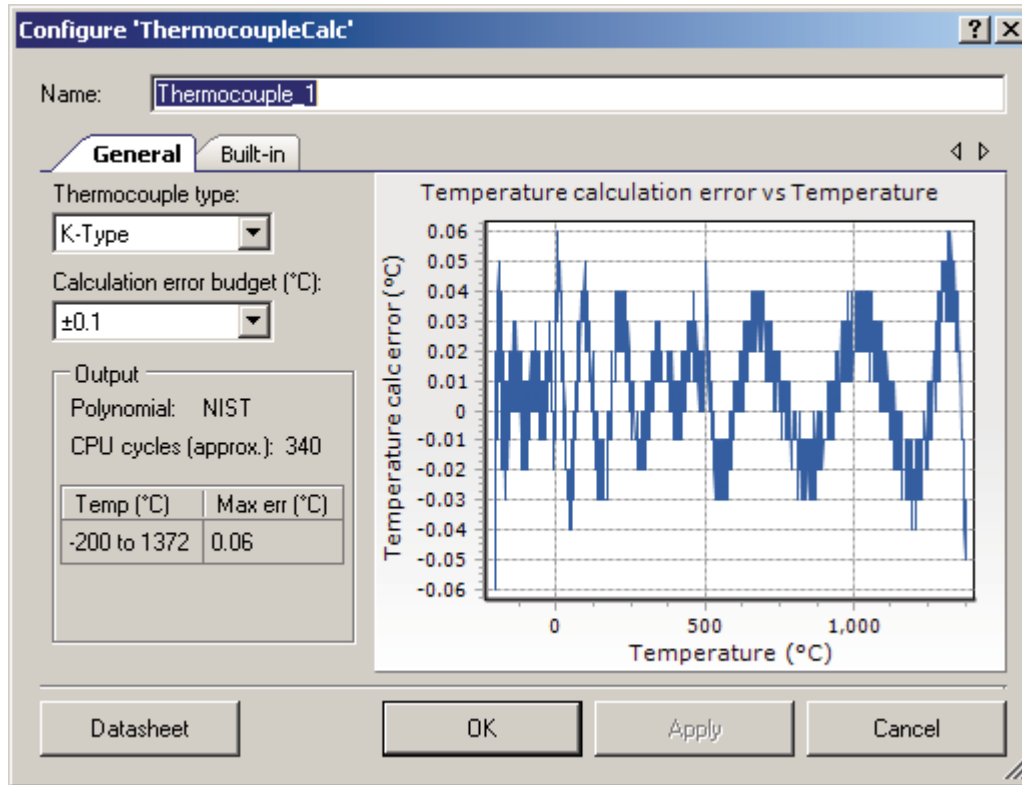 Configure 'ThermocoupleCalc'
Name: Thermocouple_1
General Built-in
Thermocouple type:
K-Type
Calculation error budget (°C):
±0.1
Output
Polynomial: NIST
CPU cycles (approx.): 340
Temp (°C) Max err (°C)
-200 to 1372 0.06
Temperature calculation error vs Temperature
Temperature calc error (°C)
0.06
0.05
0.04
0.03
0.02
0.01
0
-0.01
-0.02
-0.03
-0.04
-0.05
-0.06
0 500 1,000
Temperature (°C)
Datasheet OK Apply Cancel